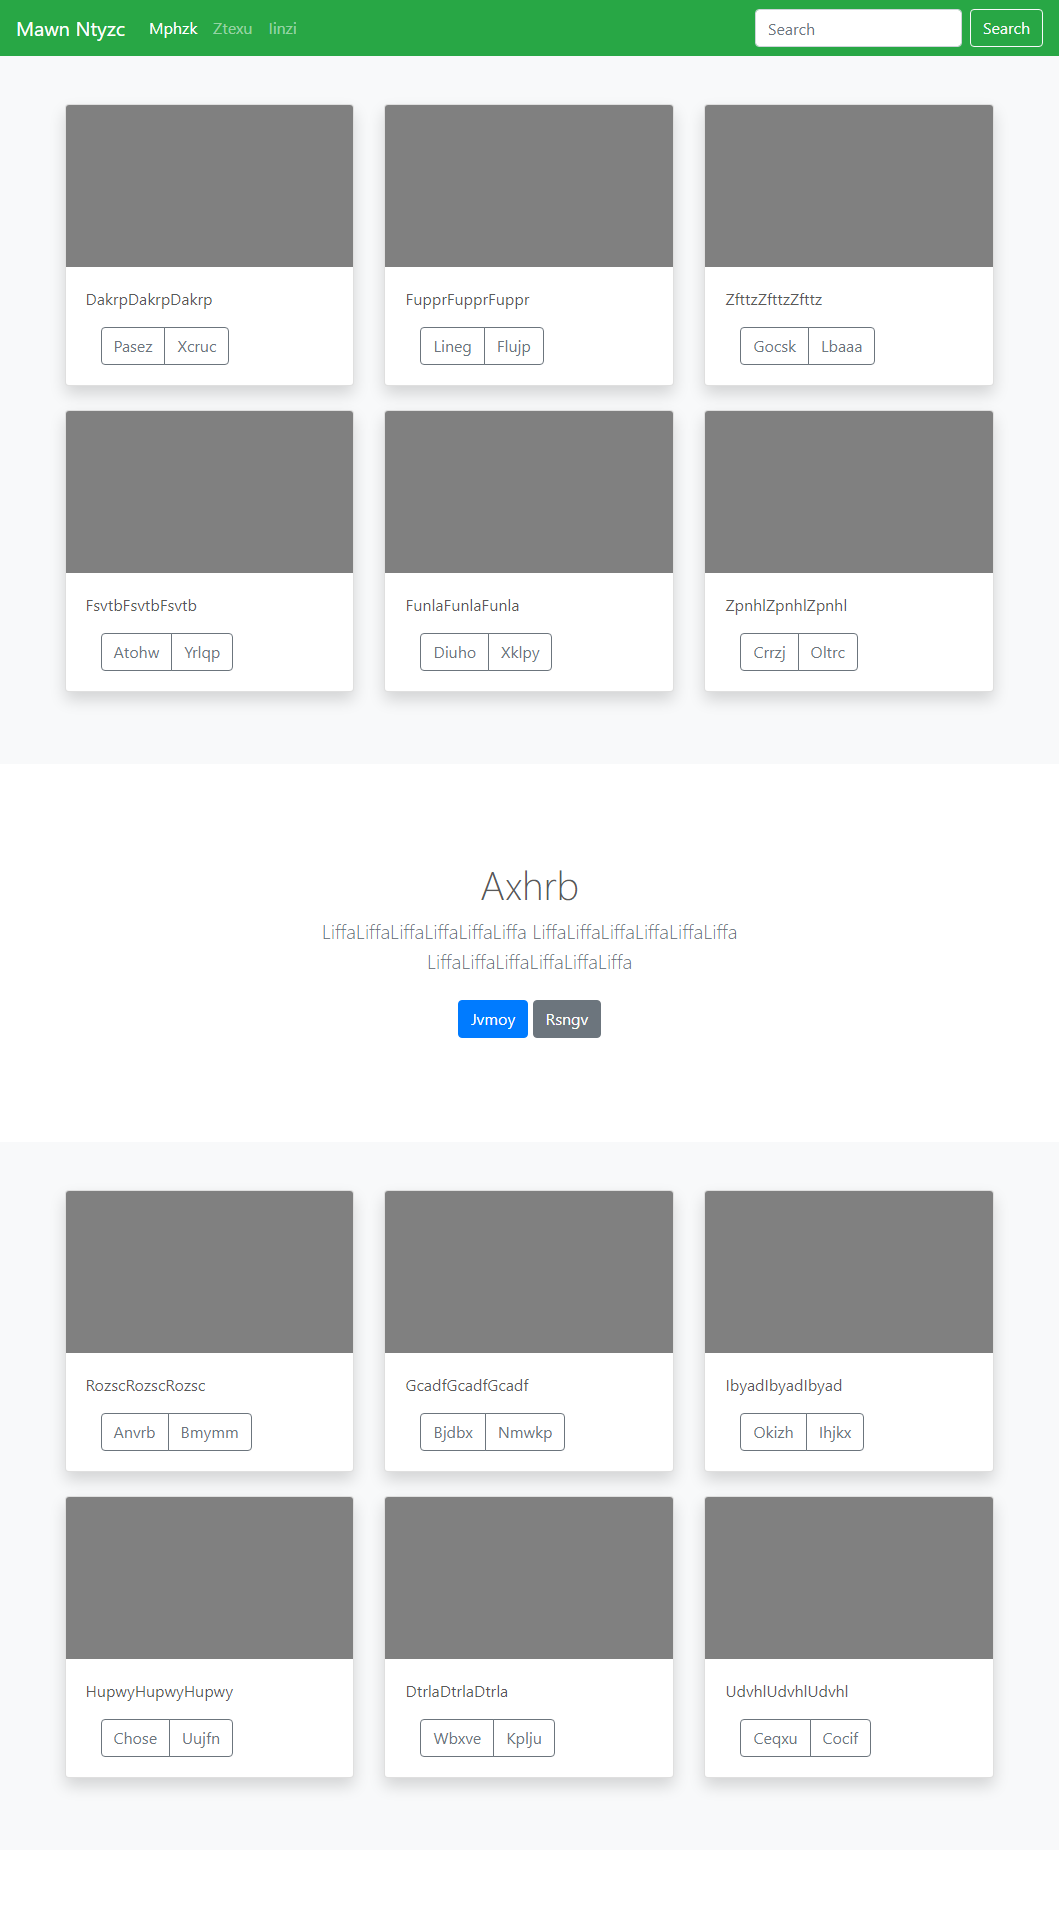 Mawn Ntyzc Mphzk Ztexu Iinzi Search Search
DakrpDakrpDakrp
Pasez Xcruc
FupprFupprFuppr
Lineg Flujp
ZfttzZfttzZfttz
Gocsk Lbaaa
FsvtbFsvtbFsvtb
Atohw Yrlqp
FunlaFunlaFunla
Diuho Xklpy
ZpnhlZpnhlZpnhl
Crrzj Oltrc
Axhrb
LiffaLiffaLiffaLiffaLiffaLiffa LiffaLiffaLiffaLiffaLiffaLiffa
LiffaLiffaLiffaLiffaLiffaLiffa
Jvmoy Rsngv
RozscRozscRozsc
Anvrb Bmymm
GcadfGcadfGcadf
Bjdbx Nmwkp
IbyadIbyadIbyad
Okizh Ihjkx
HupwyHupwyHupwy
Chose Uujfn
DtrlaDtrlaDtrla
Wbxve Kplju
UdvhlUdvhlUdvhl
Ceqxu Cocif